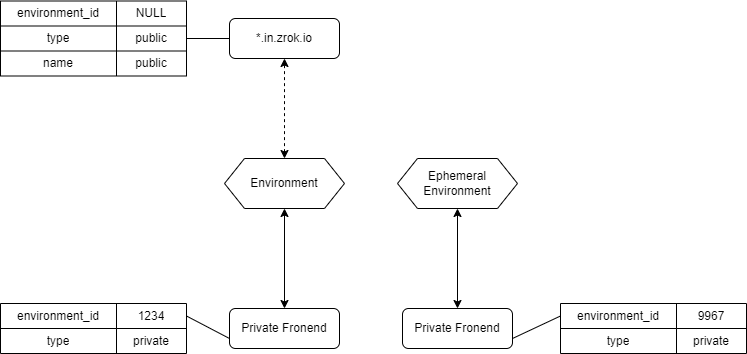 environment_id NULL
type public
name public
*.in.zrok.io
Environment
Ephemeral
Environment
environment_id 1234
type private
Private Fronend
Private Fronend
environment_id 9967
type private